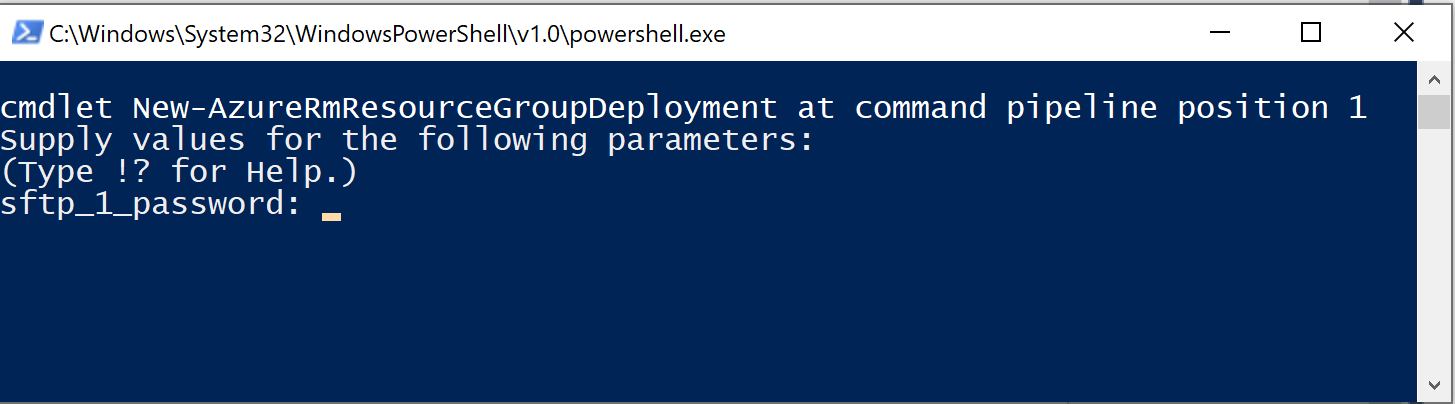 C:\Windows\System32\WindowsPowerShell\v1.0\powershell.exe
cmdlet New-AzureRmResourceGroupDeployment at command pipeline position 1
Supply values for the following parameters:
(Type !? for Help.)
sftp_1_password: